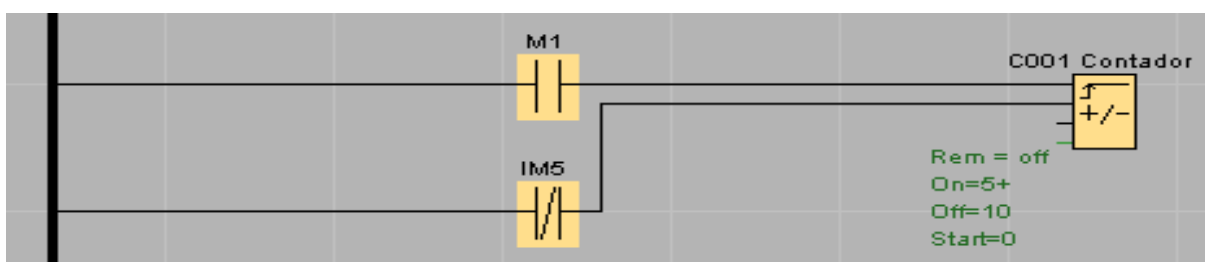 M1
C001 Contador
+/-
IM5
Rem = off
On=5+
Off=10
Start=0